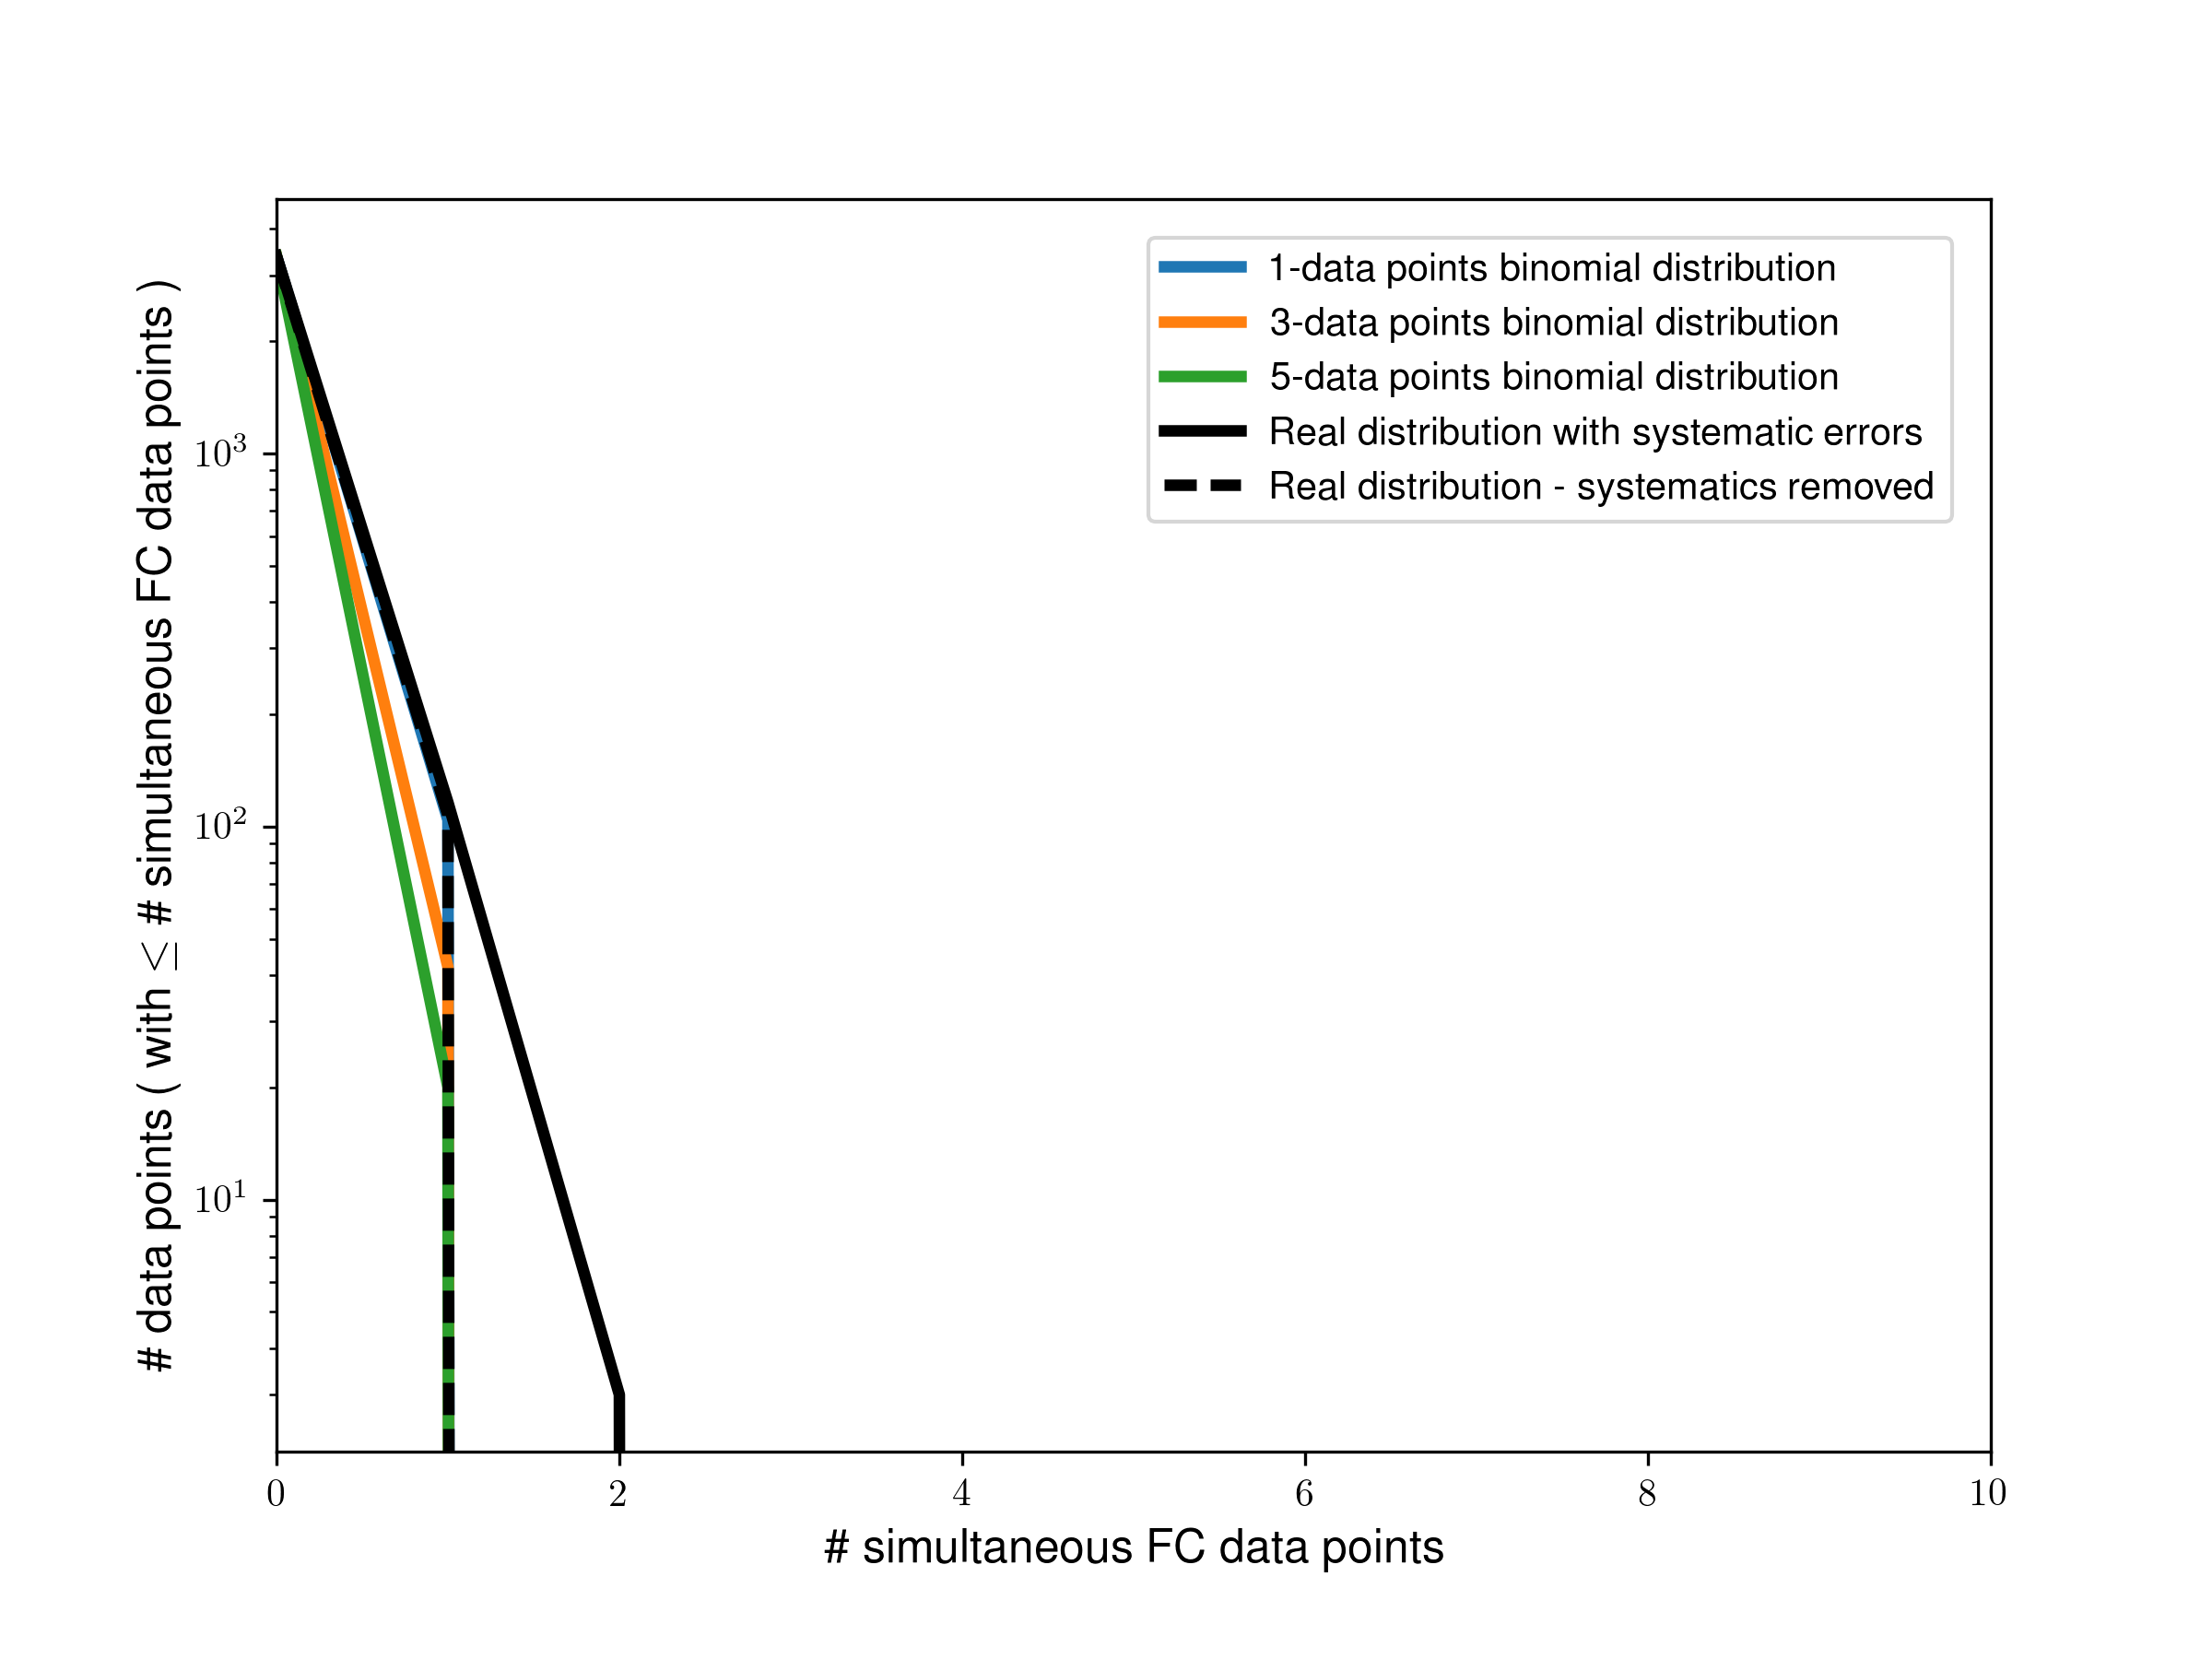 1-data points binomial distribution
3-data points binomial distribution
5-data points binomial distribution
Real distribution with systematic errors
Real distribution - systematics removed
# data points ( with ≤ # simultaneous FC data points )
10³
10²
10¹
0 2 4 6 8 10
# simultaneous FC data points